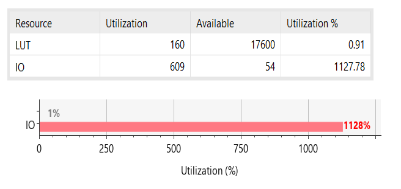 Resource Utilization Available Utilization %
LUT 160 17600 0.91
IO 609 54 1127.78
1%
IO 1128%
0 250 500 750 1000
Utilization (%)